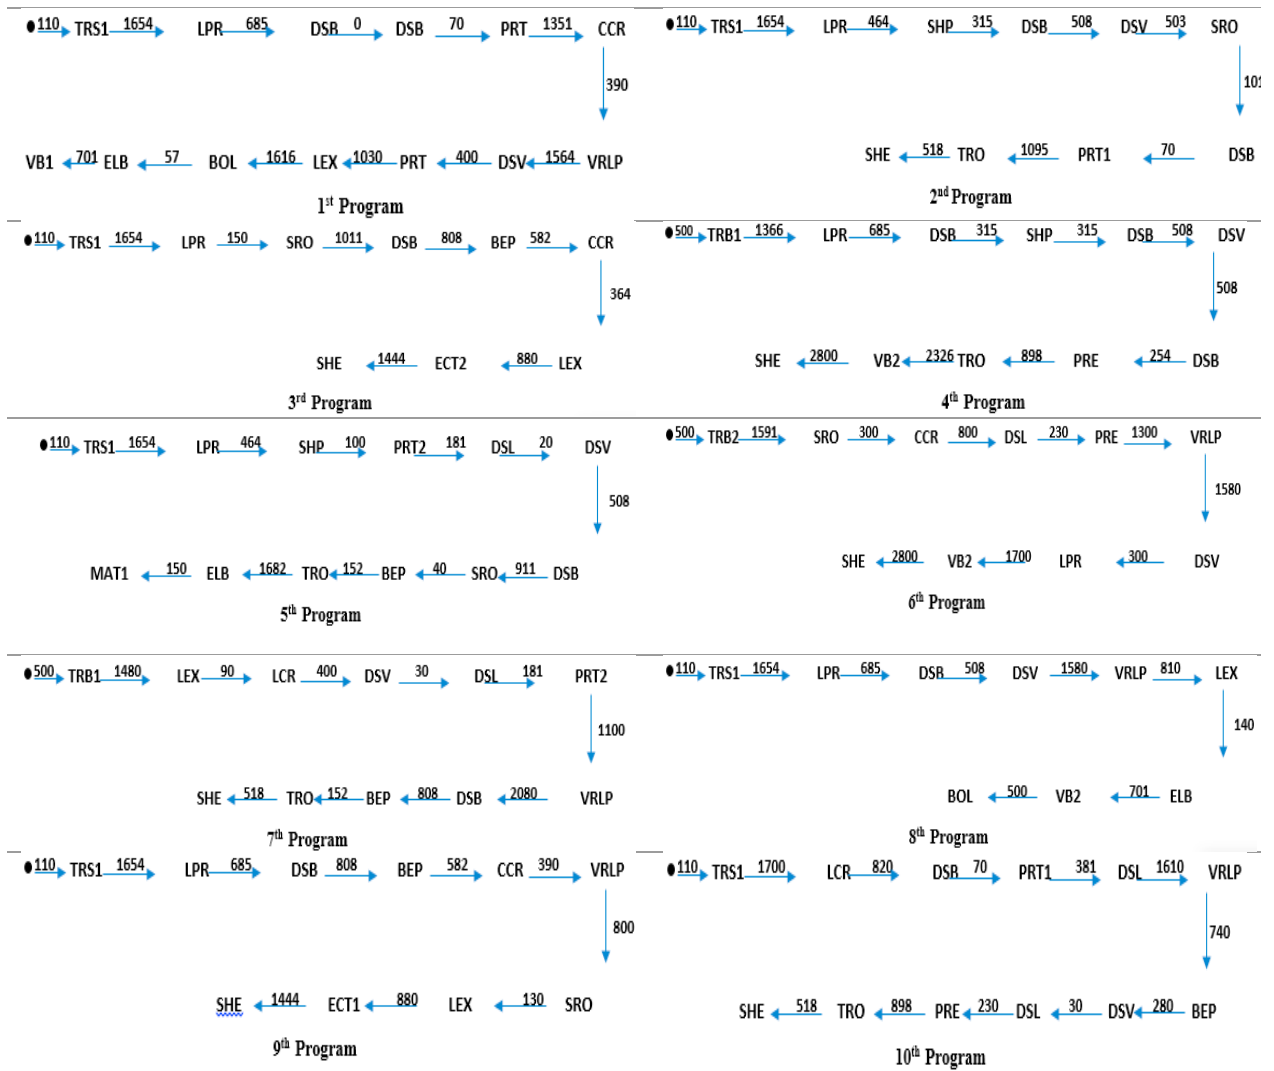 110 TRS1 1654 LPR 685 DSB 0 DSB 70 PRT 1351 CCR
390
VB1 701 ELB 57 BOL 1616 LEX 1030 PRT 400 DSV 1564 VRLP
1st Program
110 TRS1 1654 LPR 464 SHP 315 DSB 508 DSV 503 SRO
101
SHE 518 TRO 1095 PRT1 70 DSB
2nd Program
110 TRS1 1654 LPR 150 SRO 1011 DSB 808 BEP 582 CCR
364
SHE 1444 ECT2 880 LEX
3rd Program
500 TRB1 1366 LPR 685 DSB 315 SHP 315 DSB 508 DSV
508
SHE 2800 VB2 2326 TRO 898 PRE 254 DSB
4th Program
110 TRS1 1654 LPR 464 SHP 100 PRT2 181 DSL 20 DSV
508
MAT1 150 ELB 1682 TRO 152 BEP 40 SRO 911 DSB
5th Program
500 TRB2 1591 SRO 300 CCR 800 DSL 230 PRE 1300 VRLP
1580
SHE 2800 VB2 1700 LPR 300 DSV
6th Program
500 TRB1 1480 LEX 90 LCR 400 DSV 30 DSL 181 PRT2
1100
SHE 518 TRO 152 BEP 808 DSB 2080 VRLP
7th Program
110 TRS1 1654 LPR 685 DSB 508 DSV 1580 VRLP 810 LEX
140
BOL 500 VB2 701 ELB
8th Program
110 TRS1 1654 LPR 685 DSB 808 BEP 582 CCR 390 VRLP
800
SHE 1444 ECT1 880 LEX 130 SRO
9th Program
110 TRS1 1700 LCR 820 DSB 70 PRT1 381 DSL 1610 VRLP
740
SHE 518 TRO 898 PRE 230 DSL 30 DSV 280 BEP
10th Program